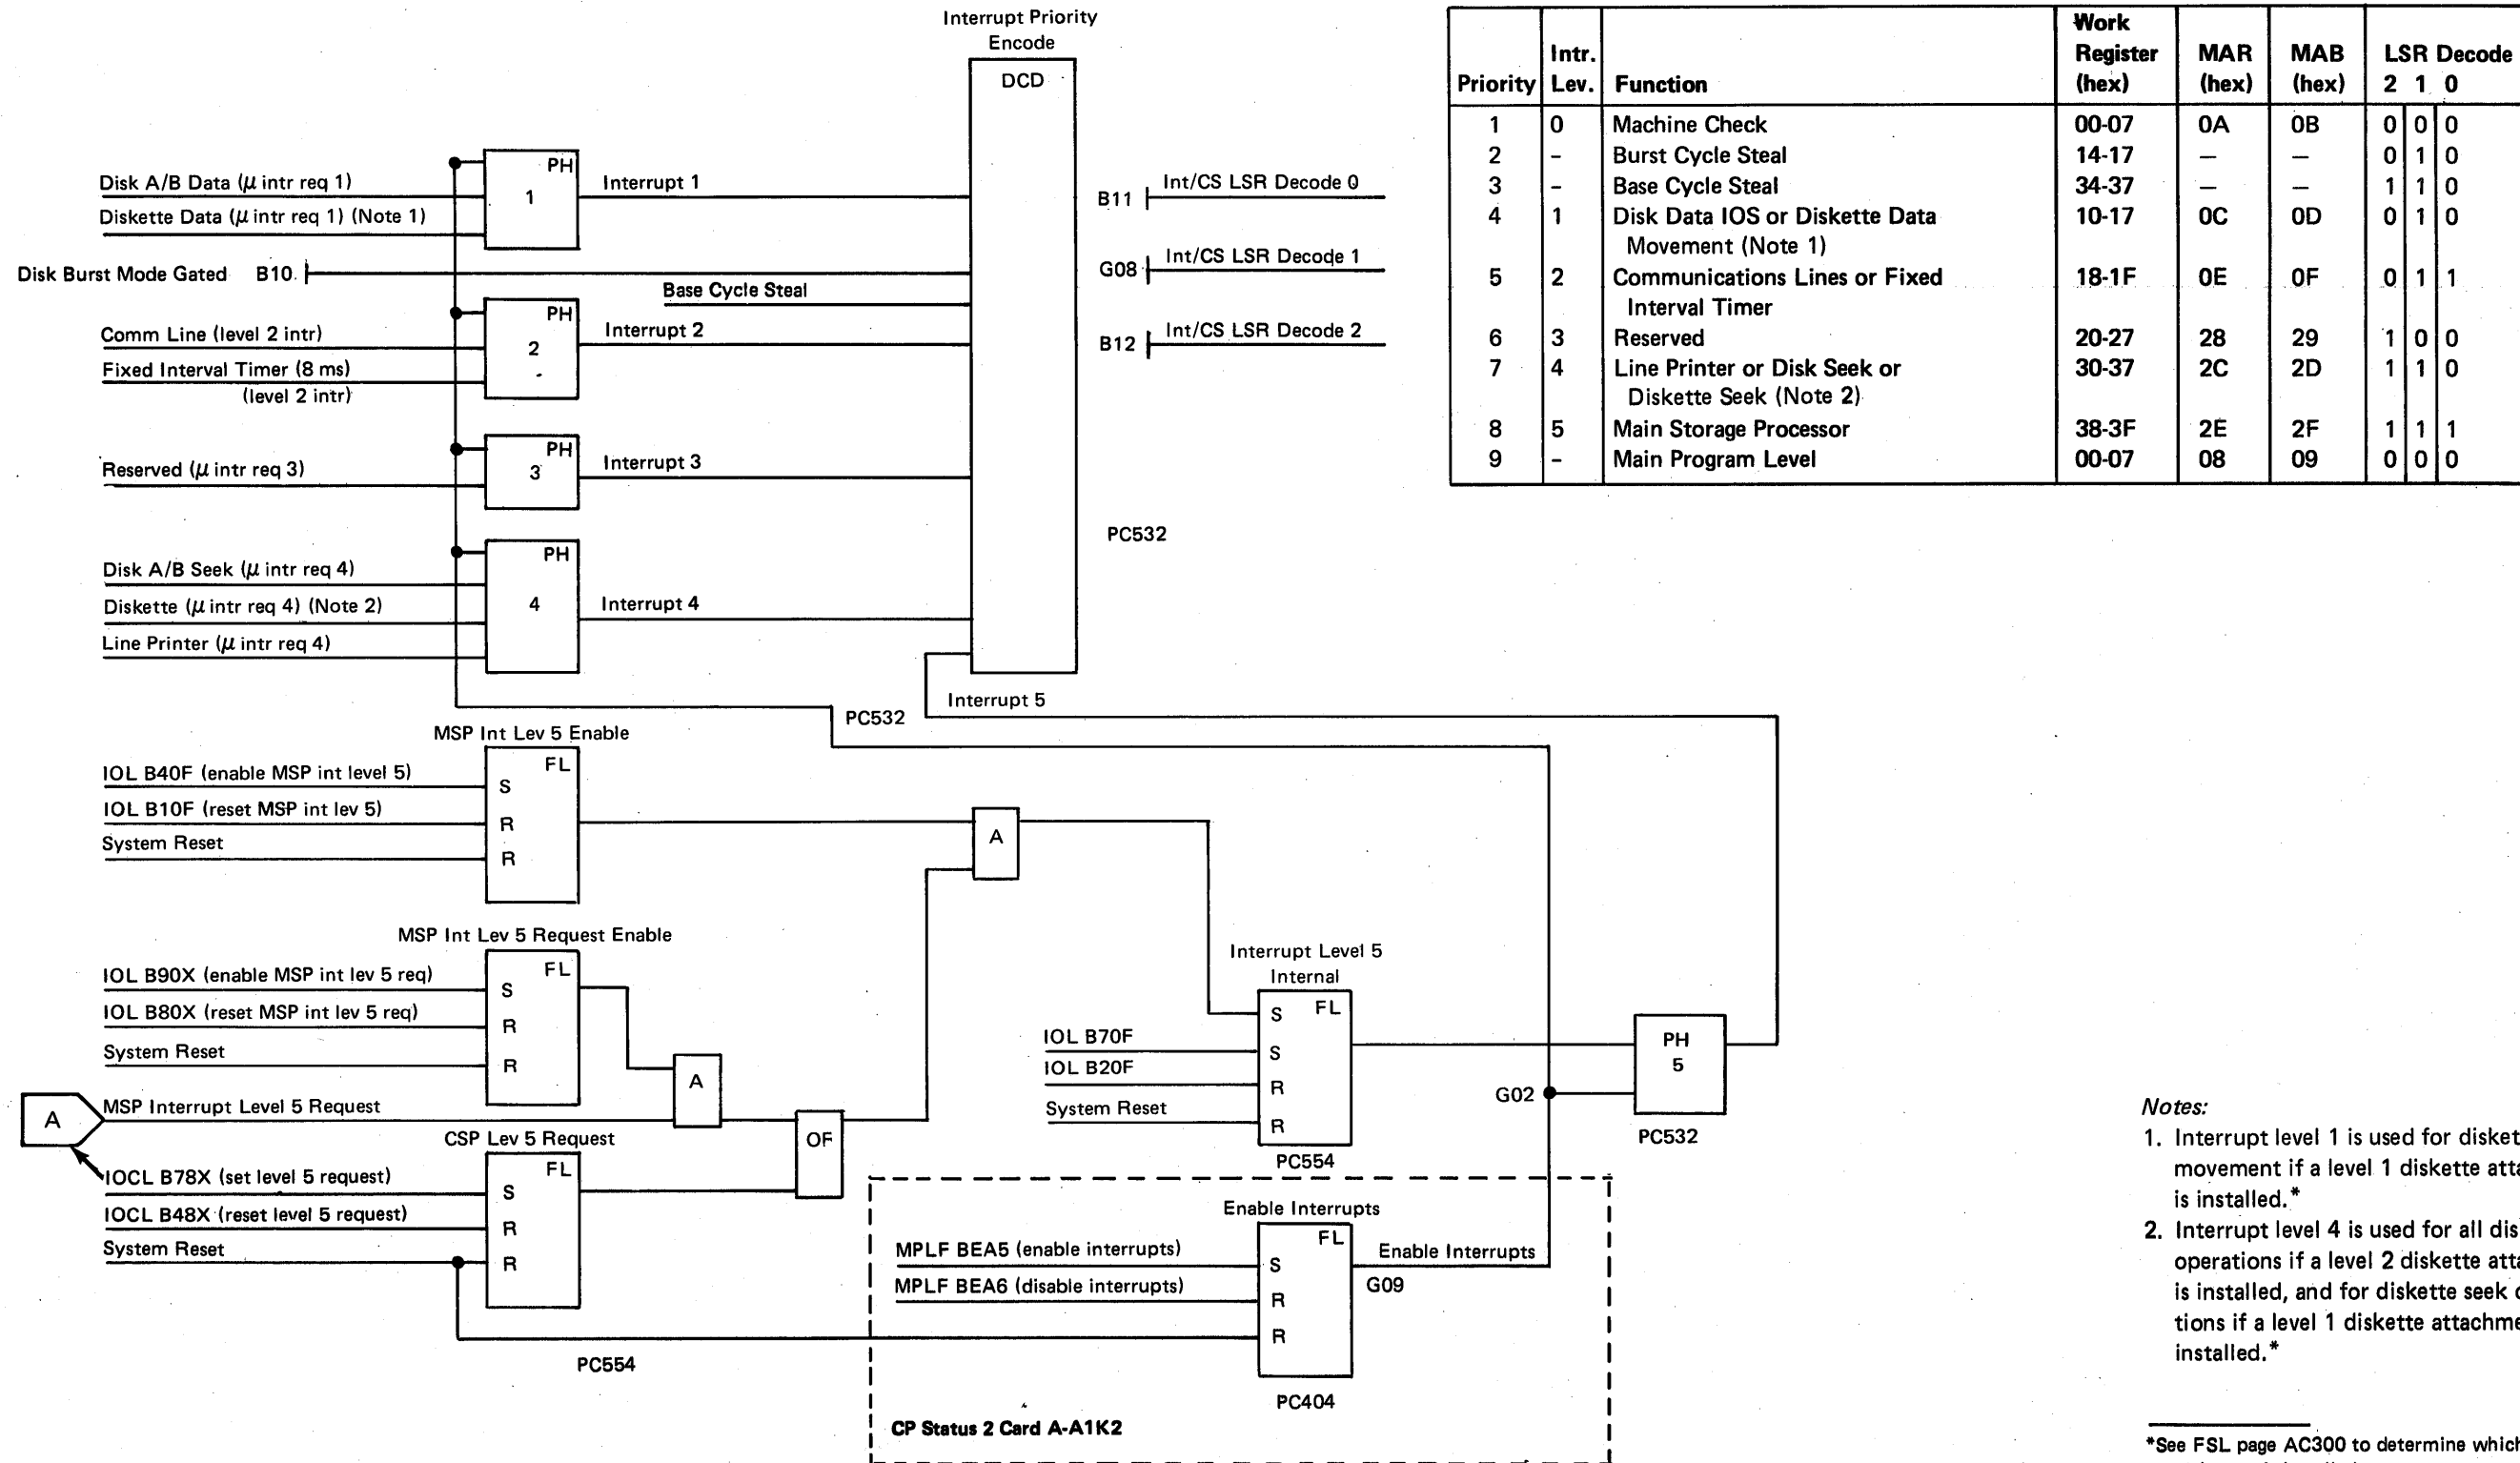 Interrupt Priority
Encode
DCD
PH
1
Disk A/B Data (μ intr req 1)
Diskette Data (μ intr req 1) (Note 1)
Interrupt 1
Disk Burst Mode Gated B10
Base Cycle Steal
PH
2
Comm Line (level 2 intr)
Fixed Interval Timer (8 ms)
(level 2 intr)
Interrupt 2
PH
3
Reserved (μ intr req 3)
Interrupt 3
PH
4
Disk A/B Seek (μ intr req 4)
Diskette (μ intr req 4) (Note 2)
Line Printer (μ intr req 4)
Interrupt 4
B11 Int/CS LSR Decode 0
G08 Int/CS LSR Decode 1
B12 Int/CS LSR Decode 2
PC532
Interrupt 5
PC532
Priority Intr. Lev. Function Work Register (hex) MAR (hex) MAB (hex) LSR Decode 2 1 0
1 0 Machine Check 00-07 0A 0B 0 0 0
2 – Burst Cycle Steal 14-17 — — 0 1 0
3 – Base Cycle Steal 34-37 — — 1 1 0
4 1 Disk Data IOS or Diskette Data 10-17 0C 0D 0 1 0
Movement (Note 1)
5 2 Communications Lines or Fixed 18-1F 0E 0F 0 1 1
Interval Timer
6 3 Reserved 20-27 28 29 1 0 0
7 4 Line Printer or Disk Seek or 30-37 2C 2D 1 1 0
Diskette Seek (Note 2)
8 5 Main Storage Processor 38-3F 2E 2F 1 1 1
9 – Main Program Level 00-07 08 09 0 0 0
MSP Int Lev 5 Enable
FL
IOL B40F (enable MSP int level 5) S
IOL B10F (reset MSP int lev 5) R
System Reset R
A
MSP Int Lev 5 Request Enable
FL
IOL B90X (enable MSP int lev 5 req) S
IOL B80X (reset MSP int lev 5 req) R
System Reset R
A
A MSP Interrupt Level 5 Request
OF
CSP Lev 5 Request
FL
IOCL B78X (set level 5 request) S
IOCL B48X (reset level 5 request) R
System Reset R
PC554
Interrupt Level 5
Internal
S FL
IOL B70F S
IOL B20F R
System Reset R
PC554
G02
PH
5
PC532
Enable Interrupts
FL
MPLF BEA5 (enable interrupts) S
MPLF BEA6 (disable interrupts) R
R
Enable Interrupts
G09
PC404
CP Status 2 Card A-A1K2
Notes:
1. Interrupt level 1 is used for disket
movement if a level 1 diskette atta
is installed.*
2. Interrupt level 4 is used for all dis
operations if a level 2 diskette atta
is installed, and for diskette seek
tions if a level 1 diskette attachme
installed.*
*See FSL page AC300 to determine which